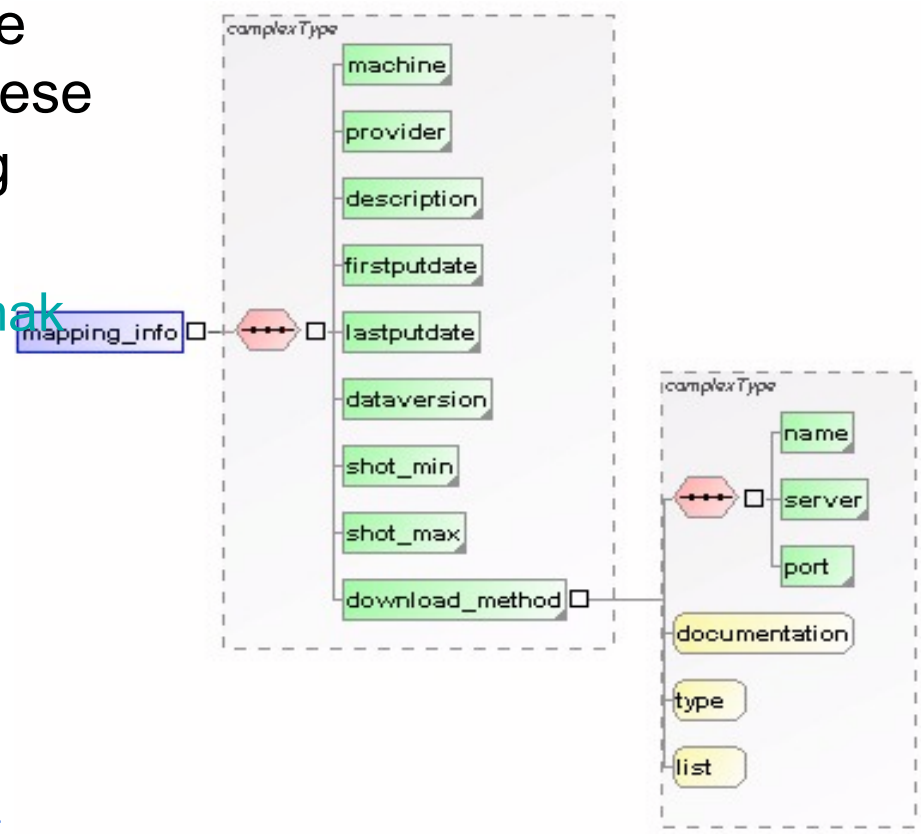 complexType
machine
provider
description
firstputdate
mapping_info
lastputdate
dataversion
shot_min
shot_max
download_method
complexType
name
server
port
documentation
type
list